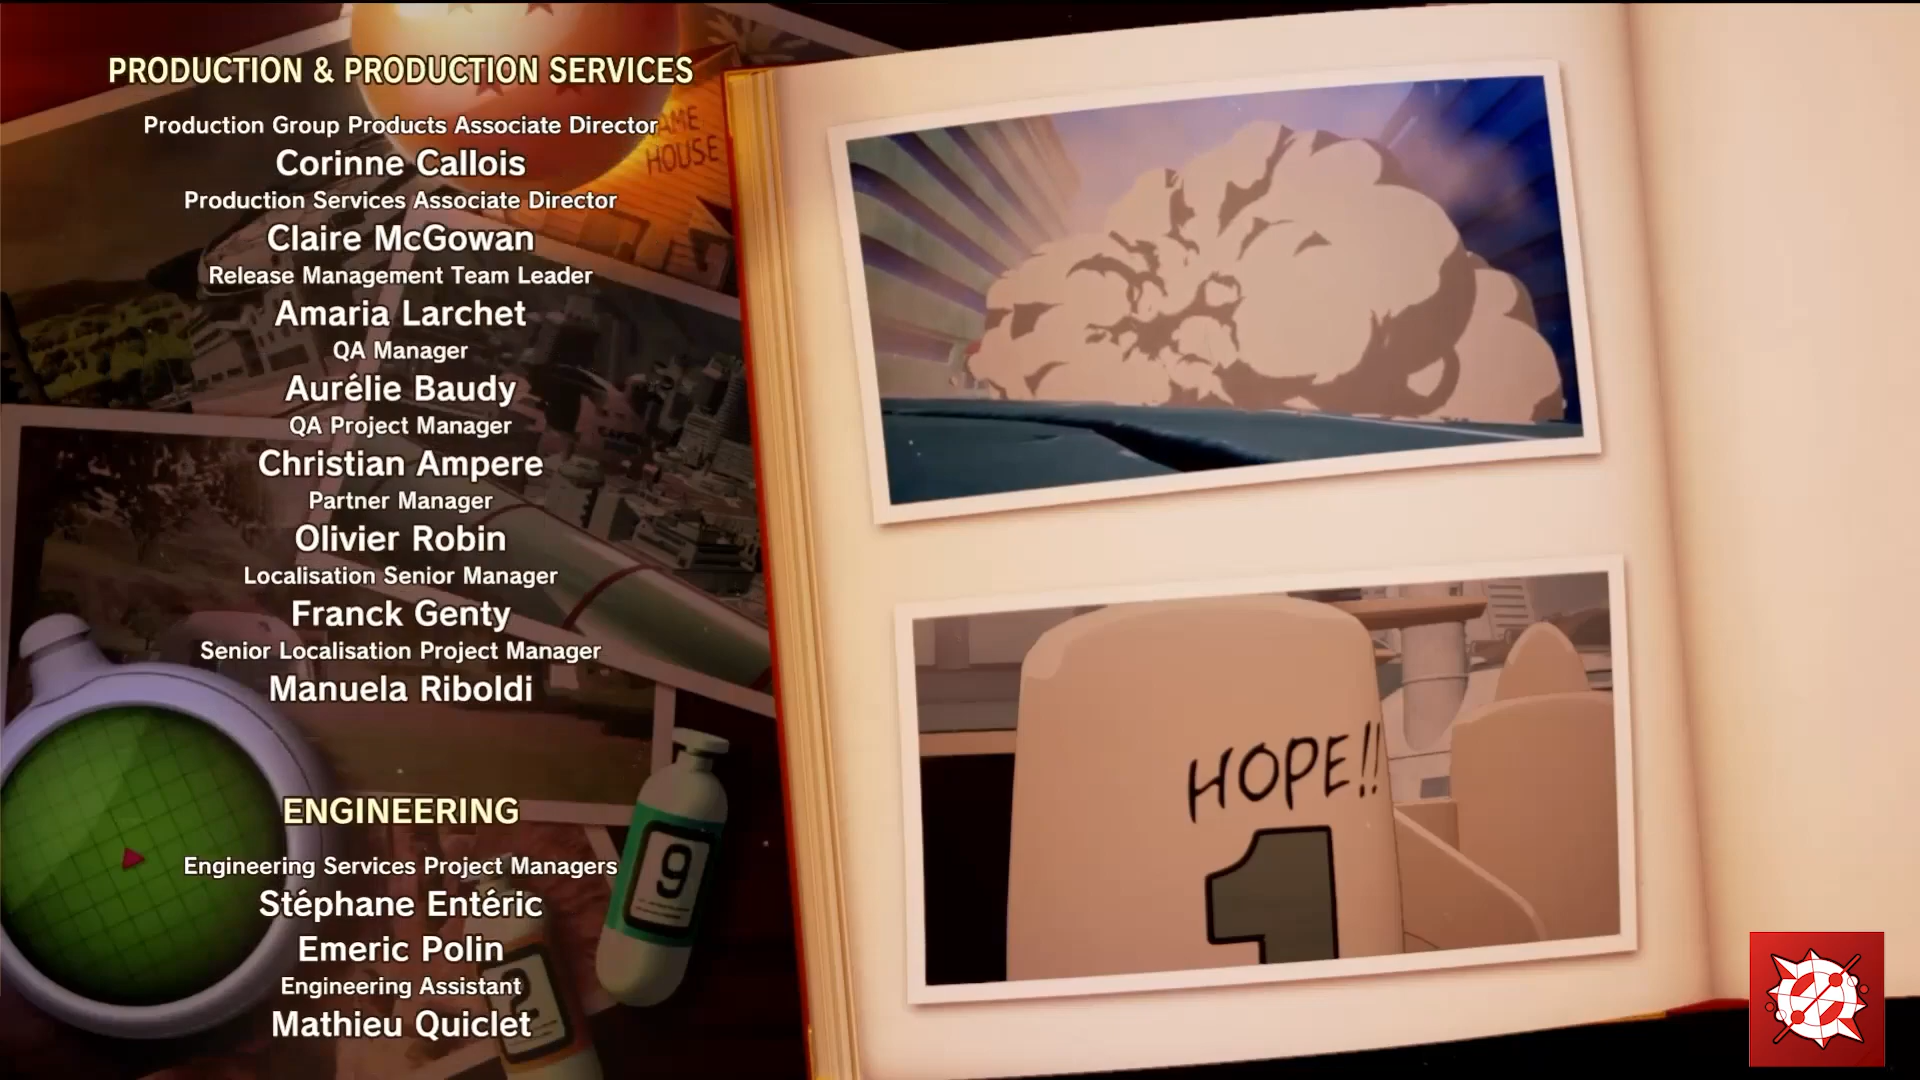 PRODUCTION & PRODUCTION SERVICES
Production Group Products Associate Director
Corinne Callois
Production Services Associate Director
Claire McGowan
Release Management Team Leader
Amaria Larchet
QA Manager
Aurélie Baudy
QA Project Manager
Christian Ampere
Partner Manager
Olivier Robin
Localisation Senior Manager
Franck Genty
Senior Localisation Project Manager
Manuela Riboldi
ENGINEERING
Engineering Services Project Managers
Stéphane Entéric
Emeric Polin
Engineering Assistant
Mathieu Quiclet
HOUSE
9
2
HOPE!!
1